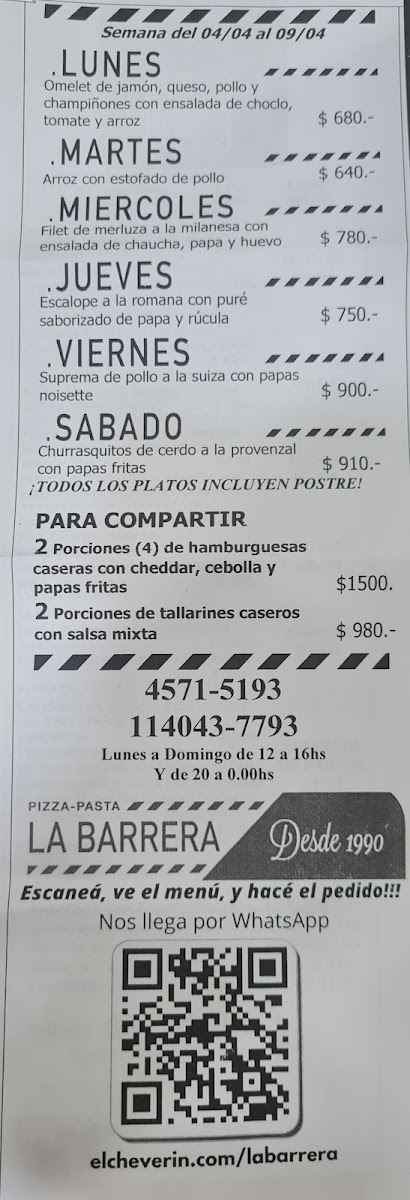 Semana del 04/04 al 09/04
.LUNES
Omelet de jamón, queso, pollo y
champiñones con ensalada de choclo,
tomate y arroz $ 680.-
.MARTES
Arroz con estofado de pollo $ 640.-
.MIERCOLES
Filet de merluza a la milanesa con
ensalada de chaucha, papa y huevo $ 780.-
.JUEVES
Escalope a la romana con puré
saborizado de papa y rúcula $ 750.-
.VIERNES
Suprema de pollo a la suiza con papas
noisette $ 900.-
.SABADO
Churrasquitos de cerdo a la provenzal
con papas fritas $ 910.-
¡TODOS LOS PLATOS INCLUYEN POSTRE!
PARA COMPARTIR
2 Porciones (4) de hamburguesas
caseras con cheddar, cebolla y
papas fritas $1500.
2 Porciones de tallarines caseros
con salsa mixta $ 980.-
4571-5193
114043-7793
Lunes a Domingo de 12 a 16hs
Y de 20 a 0.00hs
PIZZA-PASTA
LA BARRERA Desde 1990
Escaneá, ve el menú, y hacé el pedido!!!
Nos llega por WhatsApp
elcheverin.com/labarrera